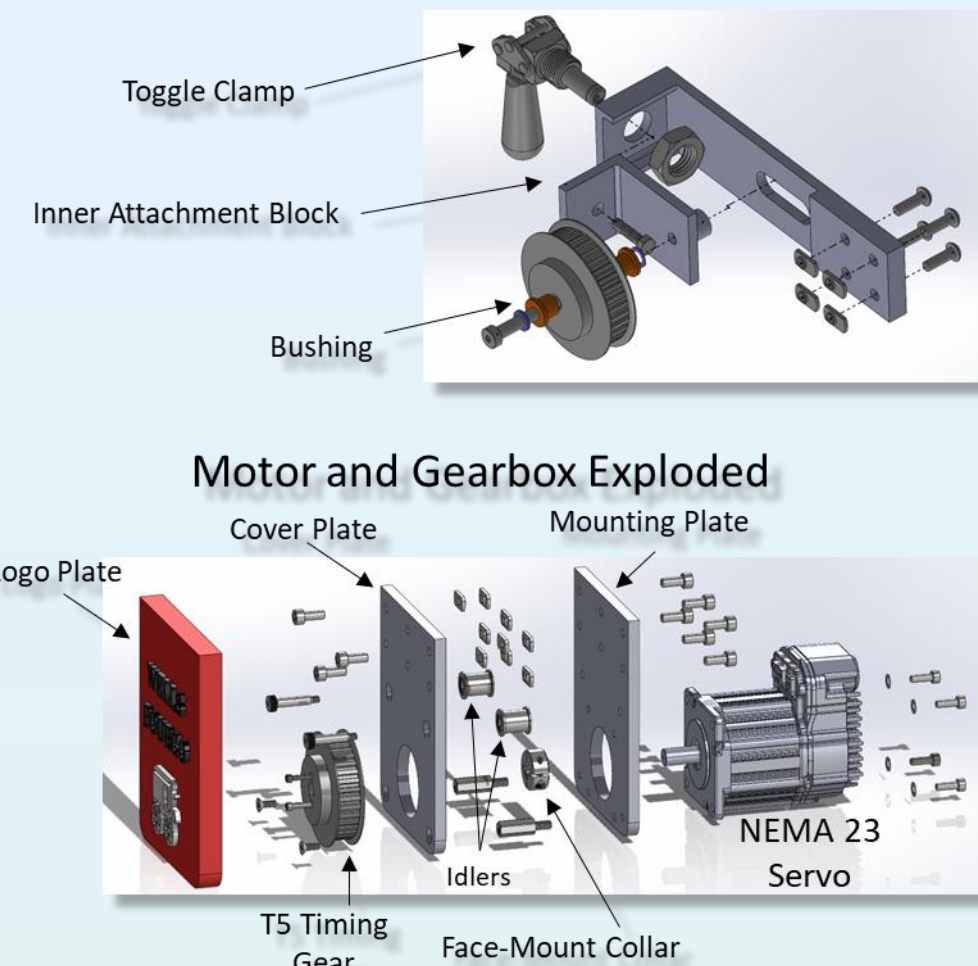 Toggle Clamp
Inner Attachment Block
Bushing
Motor and Gearbox Exploded
Cover Plate
Mounting Plate
ogo Plate
NEMA 23
Servo
Idlers
T5 Timing
Gear
Face-Mount Collar